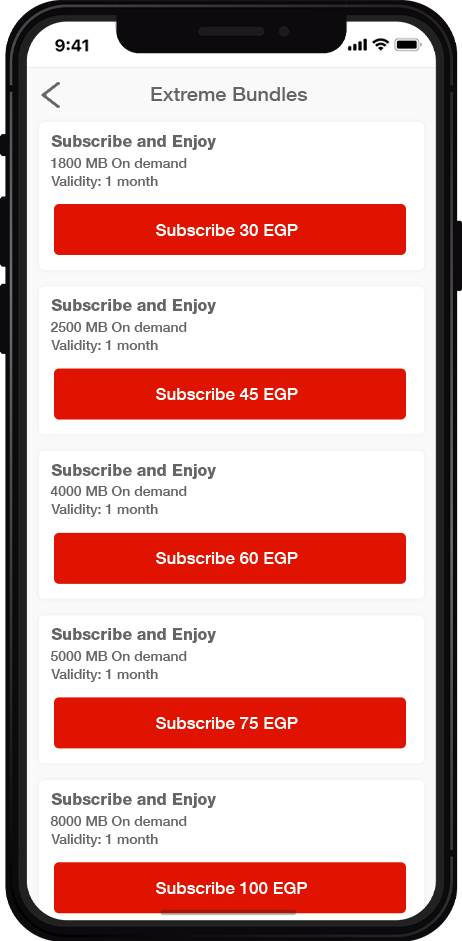 9:41
Extreme Bundles
Subscribe and Enjoy
1800 MB On demand
Validity: 1 month
Subscribe 30 EGP
Subscribe and Enjoy
2500 MB On demand
Validity: 1 month
Subscribe 45 EGP
Subscribe and Enjoy
4000 MB On demand
Validity: 1 month
Subscribe 60 EGP
Subscribe and Enjoy
5000 MB On demand
Validity: 1 month
Subscribe 75 EGP
Subscribe and Enjoy
8000 MB On demand
Validity: 1 month
Subscribe 100 EGP